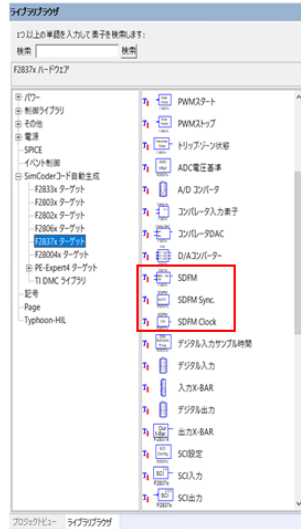 ライブラリブラウザ
1つ以上の単語を入力して素子を検索します:
検索
検索
F2837x ハードウエア
パワー
制御ライブラリ
その他
電源
SPICE
イベント制御
SimCoderコード自動生成
F2833x ターゲット
F2803x ターゲット
F2802x ターゲット
F2806x ターゲット
F2837x ターゲット
F28004x ターゲット
PE-Expert4 ターゲット
TI DMC ライブラリ
記号
Page
Typhoon-HIL
PWMスタート
PWMストップ
トリップゾーン状態
ADC電圧基準
A/D コンバータ
コンパレータ入力素子
コンパレータDAC
D/Aコンバーター
SDFM
SDFM Sync.
SDFM Clock
デジタル入力サンプル時間
デジタル入力
入力X-BAR
デジタル出力
出力X-BAR
SCI設定
SCI入力
SCI出力
プロジェクトビュー
ライブラリブラウザ